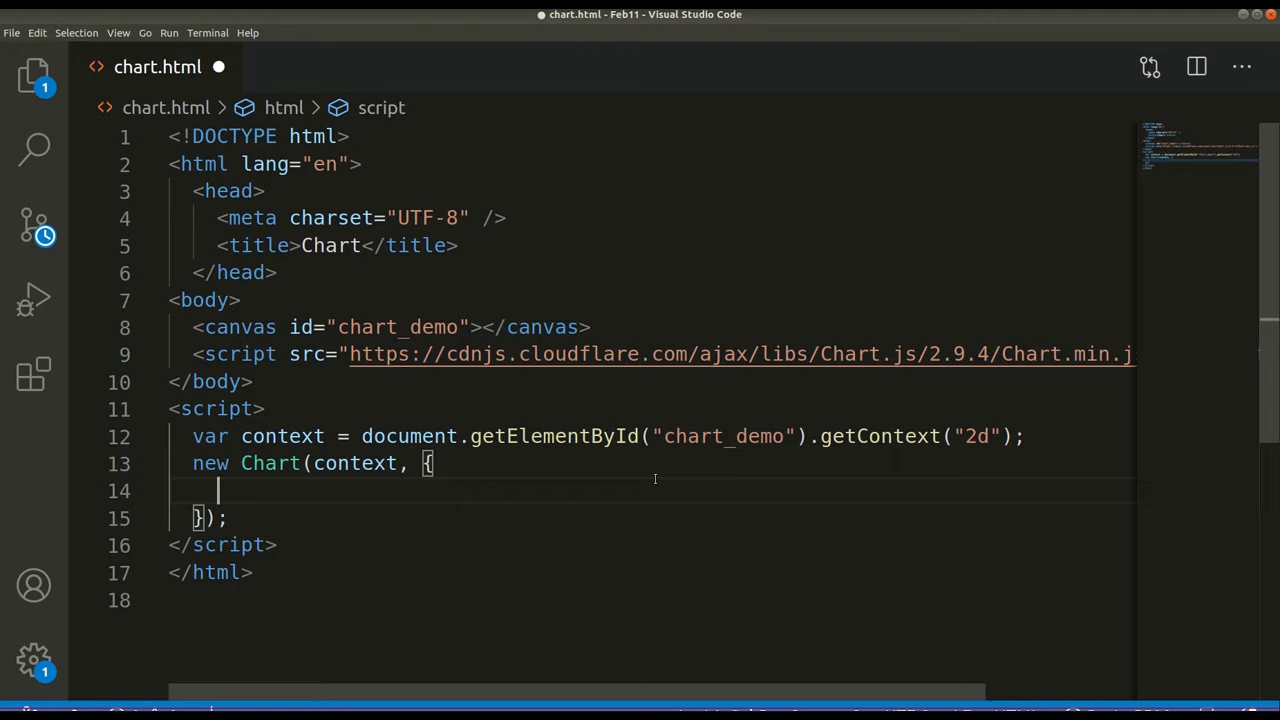 ● chart.html - Feb11 - Visual Studio Code
File Edit Selection View Go Run Terminal Help
chart.html ●
chart.html > html > script
1 <!DOCTYPE html>
2 <html lang="en">
3 <head>
4 <meta charset="UTF-8" />
5 <title>Chart</title>
6 </head>
7 <body>
8 <canvas id="chart_demo"></canvas>
9 <script src="https://cdnjs.cloudflare.com/ajax/libs/Chart.js/2.9.4/Chart.min.j
10 </body>
11 <script>
12 var context = document.getElementById("chart_demo").getContext("2d");
13 new Chart(context, {
14
15 });
16 </script>
17 </html>
18
1
1